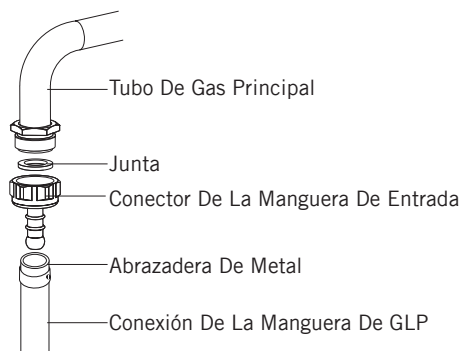 Tubo De Gas Principal
Junta
Conector De La Manguera De Entrada
Abrazadera De Metal
Conexión De La Manguera De GLP